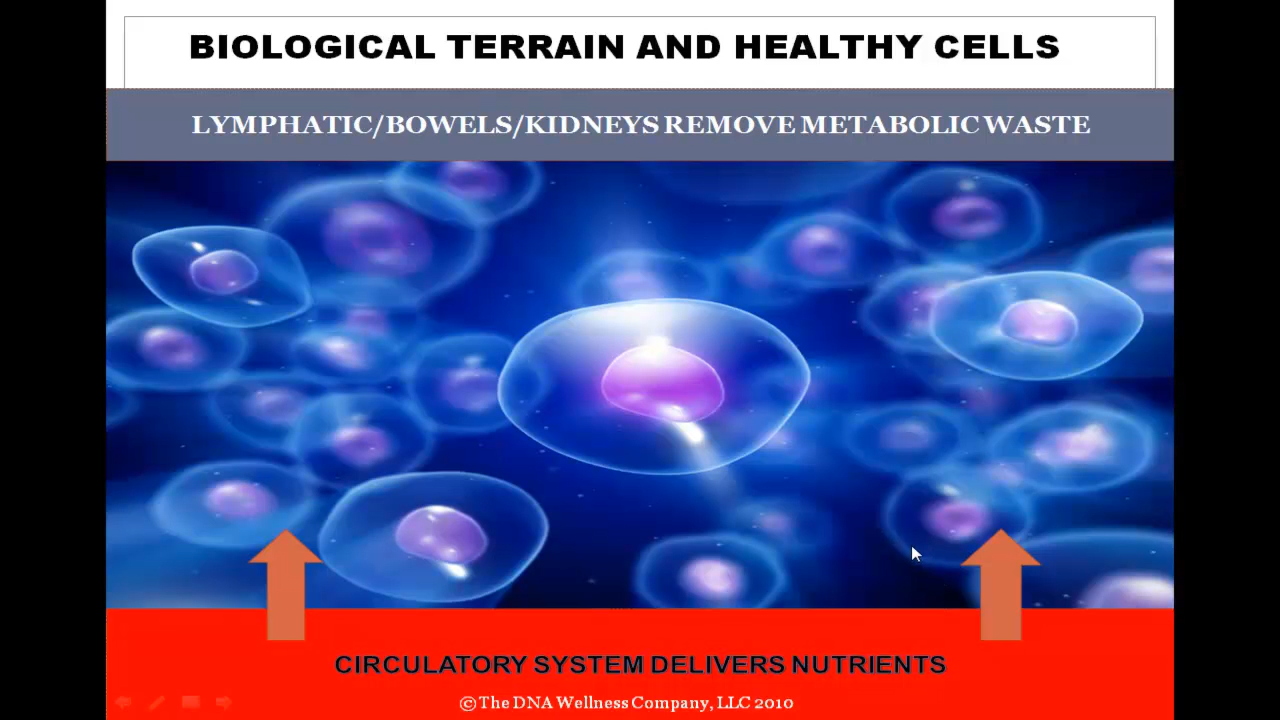 BIOLOGICAL TERRAIN AND HEALTHY CELLS
LYMPHATIC/BOWELS/KIDNEYS REMOVE METABOLIC WASTE
CIRCULATORY SYSTEM DELIVERS NUTRIENTS
©The DNA Wellness Company, LLC 2010